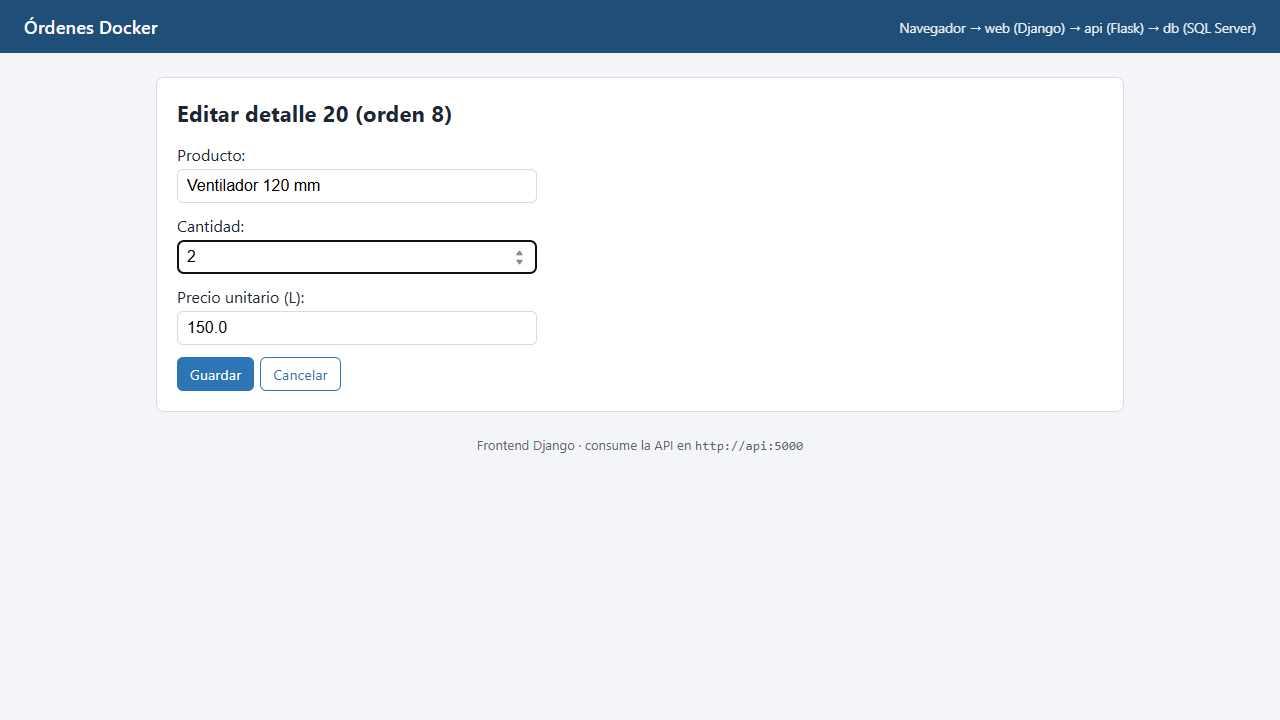 Órdenes Docker
Navegador → web (Django) → api (Flask) → db (SQL Server)
Editar detalle 20 (orden 8)
Producto:
Ventilador 120 mm
Cantidad:
2
Precio unitario (L):
150.0
Guardar Cancelar
Frontend Django · consume la API en http://api:5000